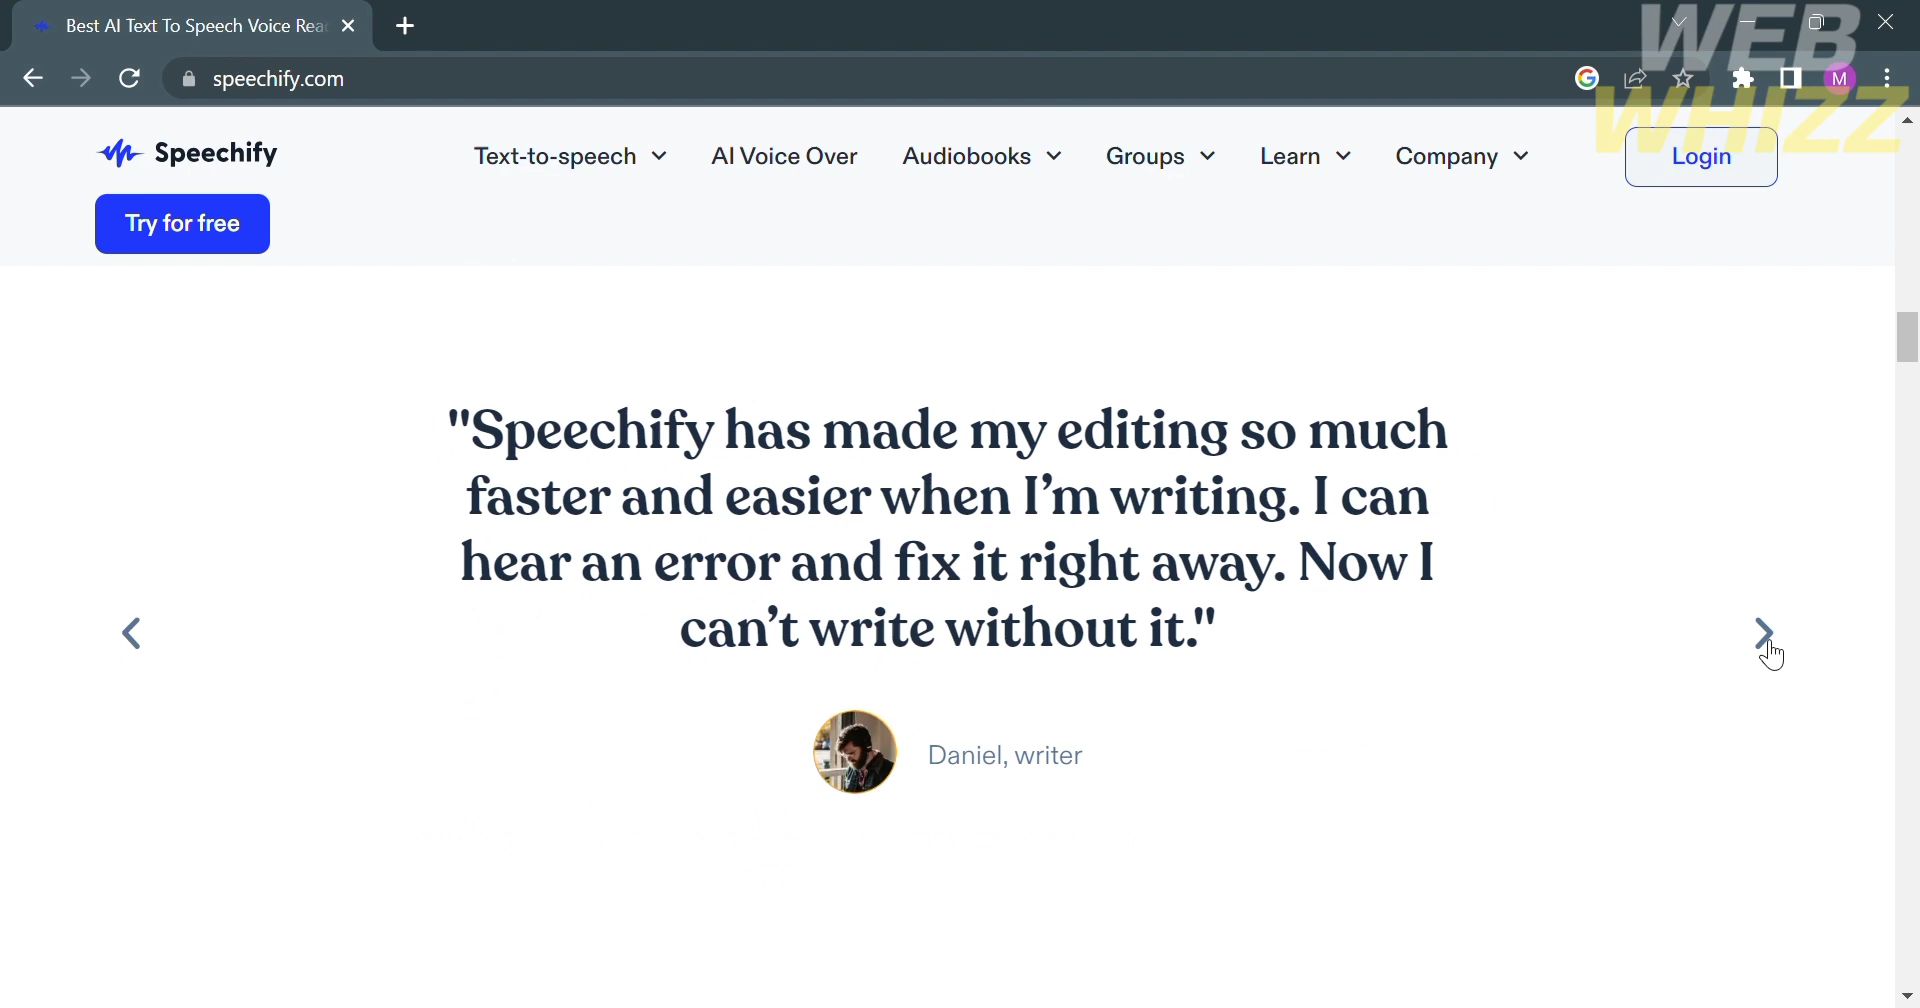 Best AI Text To Speech Voice Rea
speechify.com
M
WEB
WHIZZ
Speechify
Text-to-speech
AI Voice Over
Audiobooks
Groups
Learn
Company
Login
Try for free
"Speechify has made my editing so much
faster and easier when I’m writing. I can
hear an error and fix it right away. Now I
can’t write without it."
Daniel, writer